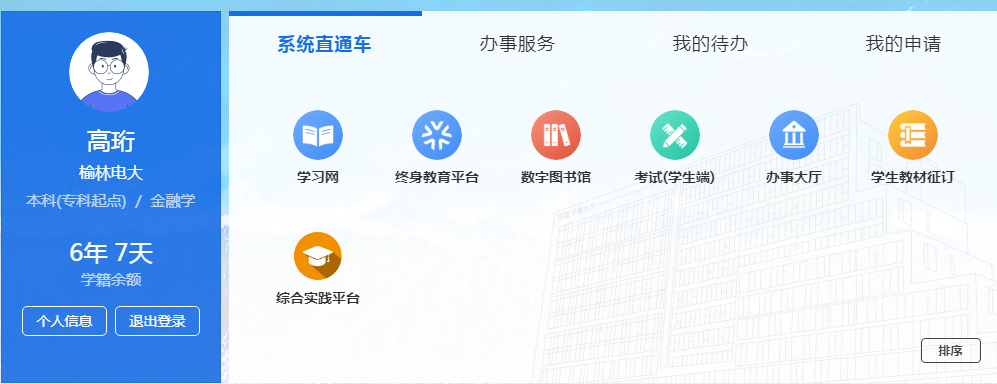 系统直通车
办事服务
我的待办
我的申请
高珩
榆林电大
本科(专科起点) / 金融学
6年 7天
学籍余额
个人信息
退出登录
学习网
终身教育平台
数字图书馆
考试(学生端)
办事大厅
学生教材征订
综合实践平台
排序